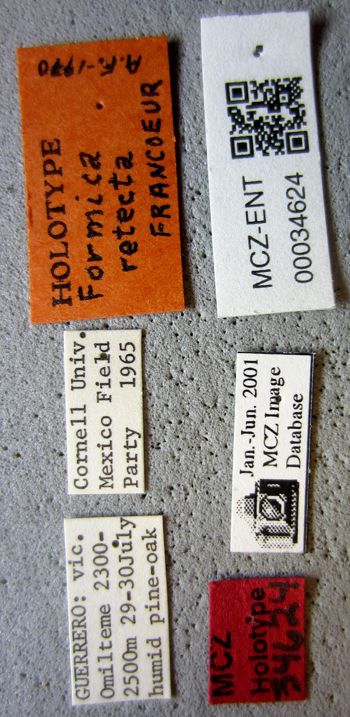 HOLOTYPE
Formica
retecta
FRANCOEUR
A.F.-1970
MCZ-ENT
00034624
Cornell Univ.
Mexico Field
Party 1965
Jan.-Jun. 2001
MCZ Image
Database
GUERRERO: vic.
Omilteme 2300-
2500m 29-30July
humid pine-oak
MCZ
Holotype
34624